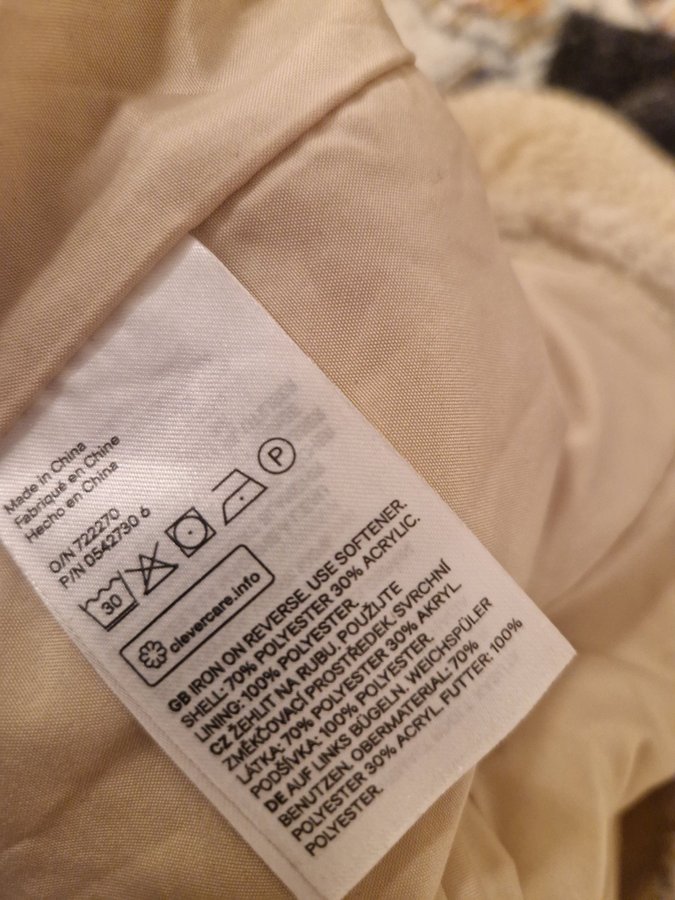 Made in China
Fabriqué en Chine
Hecho en China
O/N 722270
P/N 0542730 6
30
P
clevercare.info
GB IRON ON REVERSE. USE SOFTENER.
SHELL: 70% POLYESTER 30% ACRYLIC.
LINING: 100% POLYESTER.
CZ ŽEHLIT NA RUBU. POUŽIJTE
ZMĚKČOVACÍ PROSTŘEDEK. SVRCHNÍ
LÁTKA: 70% POLYESTER 30% AKRYL.
PODŠÍVKA: 100% POLYESTER.
DE AUF LINKS BÜGELN. WEICHSPÜLER
BENUTZEN. OBERMATERIAL: 70%
POLYESTER 30% ACRYL. FUTTER: 100%
POLYESTER.